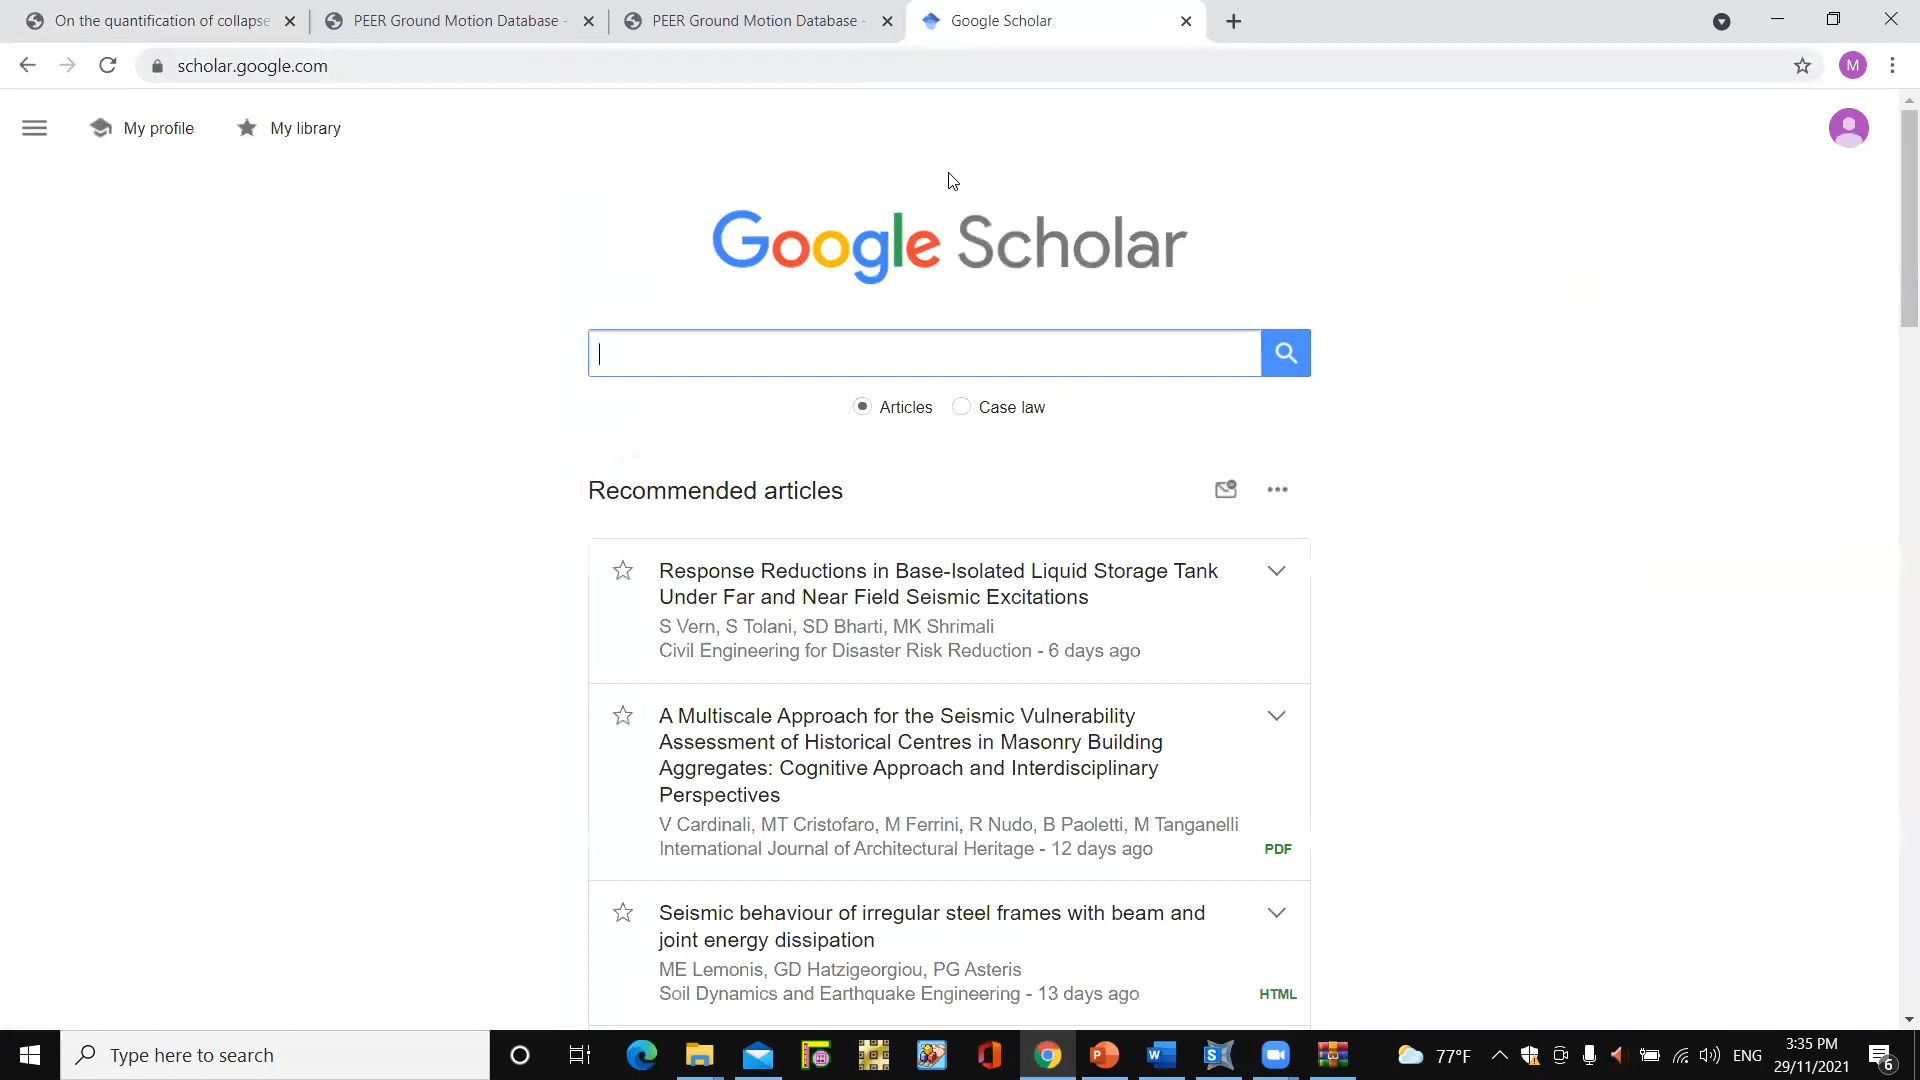 On the quantification of collapse
PEER Ground Motion Database -
PEER Ground Motion Database -
Google Scholar
scholar.google.com
M
My profile
My library
Google Scholar
Articles
Case law
Recommended articles
Response Reductions in Base-Isolated Liquid Storage Tank
Under Far and Near Field Seismic Excitations
S Vern, S Tolani, SD Bharti, MK Shrimali
Civil Engineering for Disaster Risk Reduction - 6 days ago
A Multiscale Approach for the Seismic Vulnerability
Assessment of Historical Centres in Masonry Building
Aggregates: Cognitive Approach and Interdisciplinary
Perspectives
V Cardinali, MT Cristofaro, M Ferrini, R Nudo, B Paoletti, M Tanganelli
International Journal of Architectural Heritage - 12 days ago
PDF
Seismic behaviour of irregular steel frames with beam and
joint energy dissipation
ME Lemonis, GD Hatzigeorgiou, PG Asteris
Soil Dynamics and Earthquake Engineering - 13 days ago
HTML
Type here to search
77°F
ENG
3:35 PM
29/11/2021
6